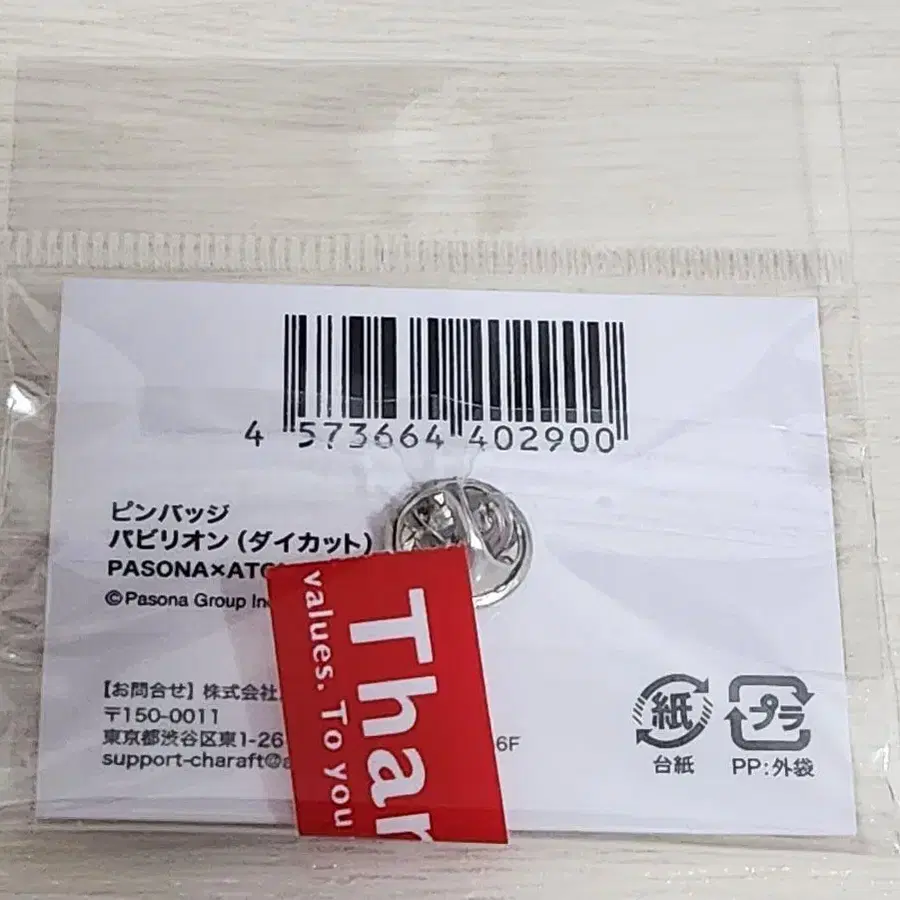 4 573664 402900
ピンバッジ
パビリオン（ダイカット）
PASONA×ATO
©Pasona Group In
【お問合せ】株式会社
〒150-0011
東京都渋谷区東1-26 6F
support-charaft@a
values. To you
Than
紙
台紙
プラ
PP:外袋